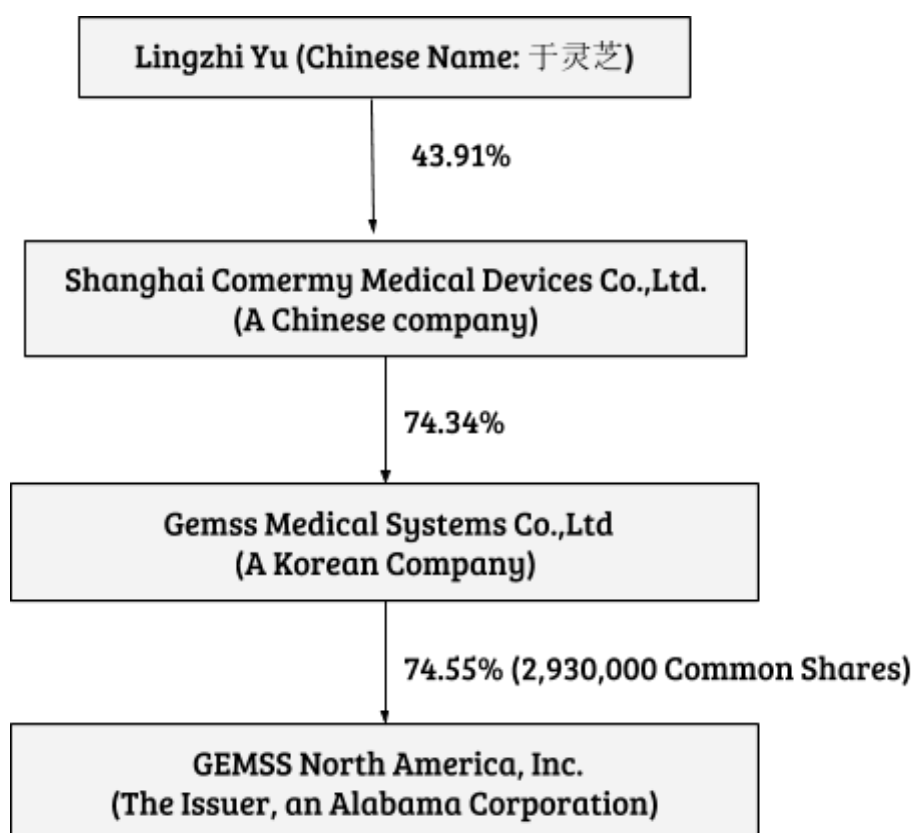 Lingzhi Yu (Chinese Name: 于灵芝)
43.91%
Shanghai Comermy Medical Devices Co.,Ltd.
(A Chinese company)
74.34%
Gemss Medical Systems Co.,Ltd
(A Korean Company)
74.55% (2,930,000 Common Shares)
GEMSS North America, Inc.
(The Issuer, an Alabama Corporation)